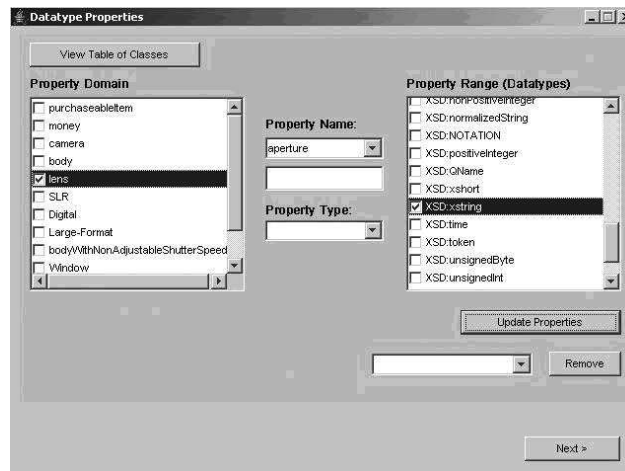 Datatype Properties
View Table of Classes
Property Domain
purchaseableItem
money
camera
body
lens
SLR
Digital
Large-Format
bodyWithNonAdjustableShutterSpeed
Window
Property Name:
aperture
Property Type:
Property Range (Datatypes)
XSD:nonPositiveInteger
XSD:normalizedString
XSD:NOTATION
XSD:positiveInteger
XSD:QName
XSD:xshort
XSD:xstring
XSD:time
XSD:token
XSD:unsignedByte
XSD:unsignedInt
Update Properties
Remove
Next »